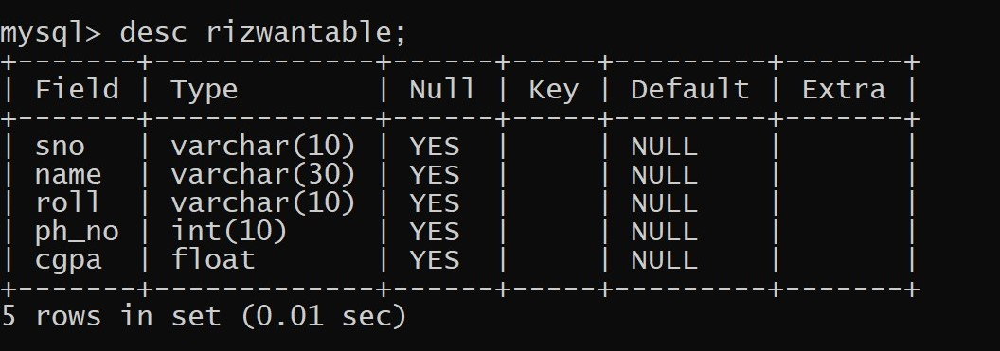 mysql> desc rizwantable;
+-------+-------------+------+-----+---------+-------+
| Field | Type        | Null | Key | Default | Extra |
+-------+-------------+------+-----+---------+-------+
| sno   | varchar(10) | YES  |     | NULL    |       |
| name  | varchar(30) | YES  |     | NULL    |       |
| roll  | varchar(10) | YES  |     | NULL    |       |
| ph_no | int(10)     | YES  |     | NULL    |       |
| cgpa  | float       | YES  |     | NULL    |       |
+-------+-------------+------+-----+---------+-------+
5 rows in set (0.01 sec)